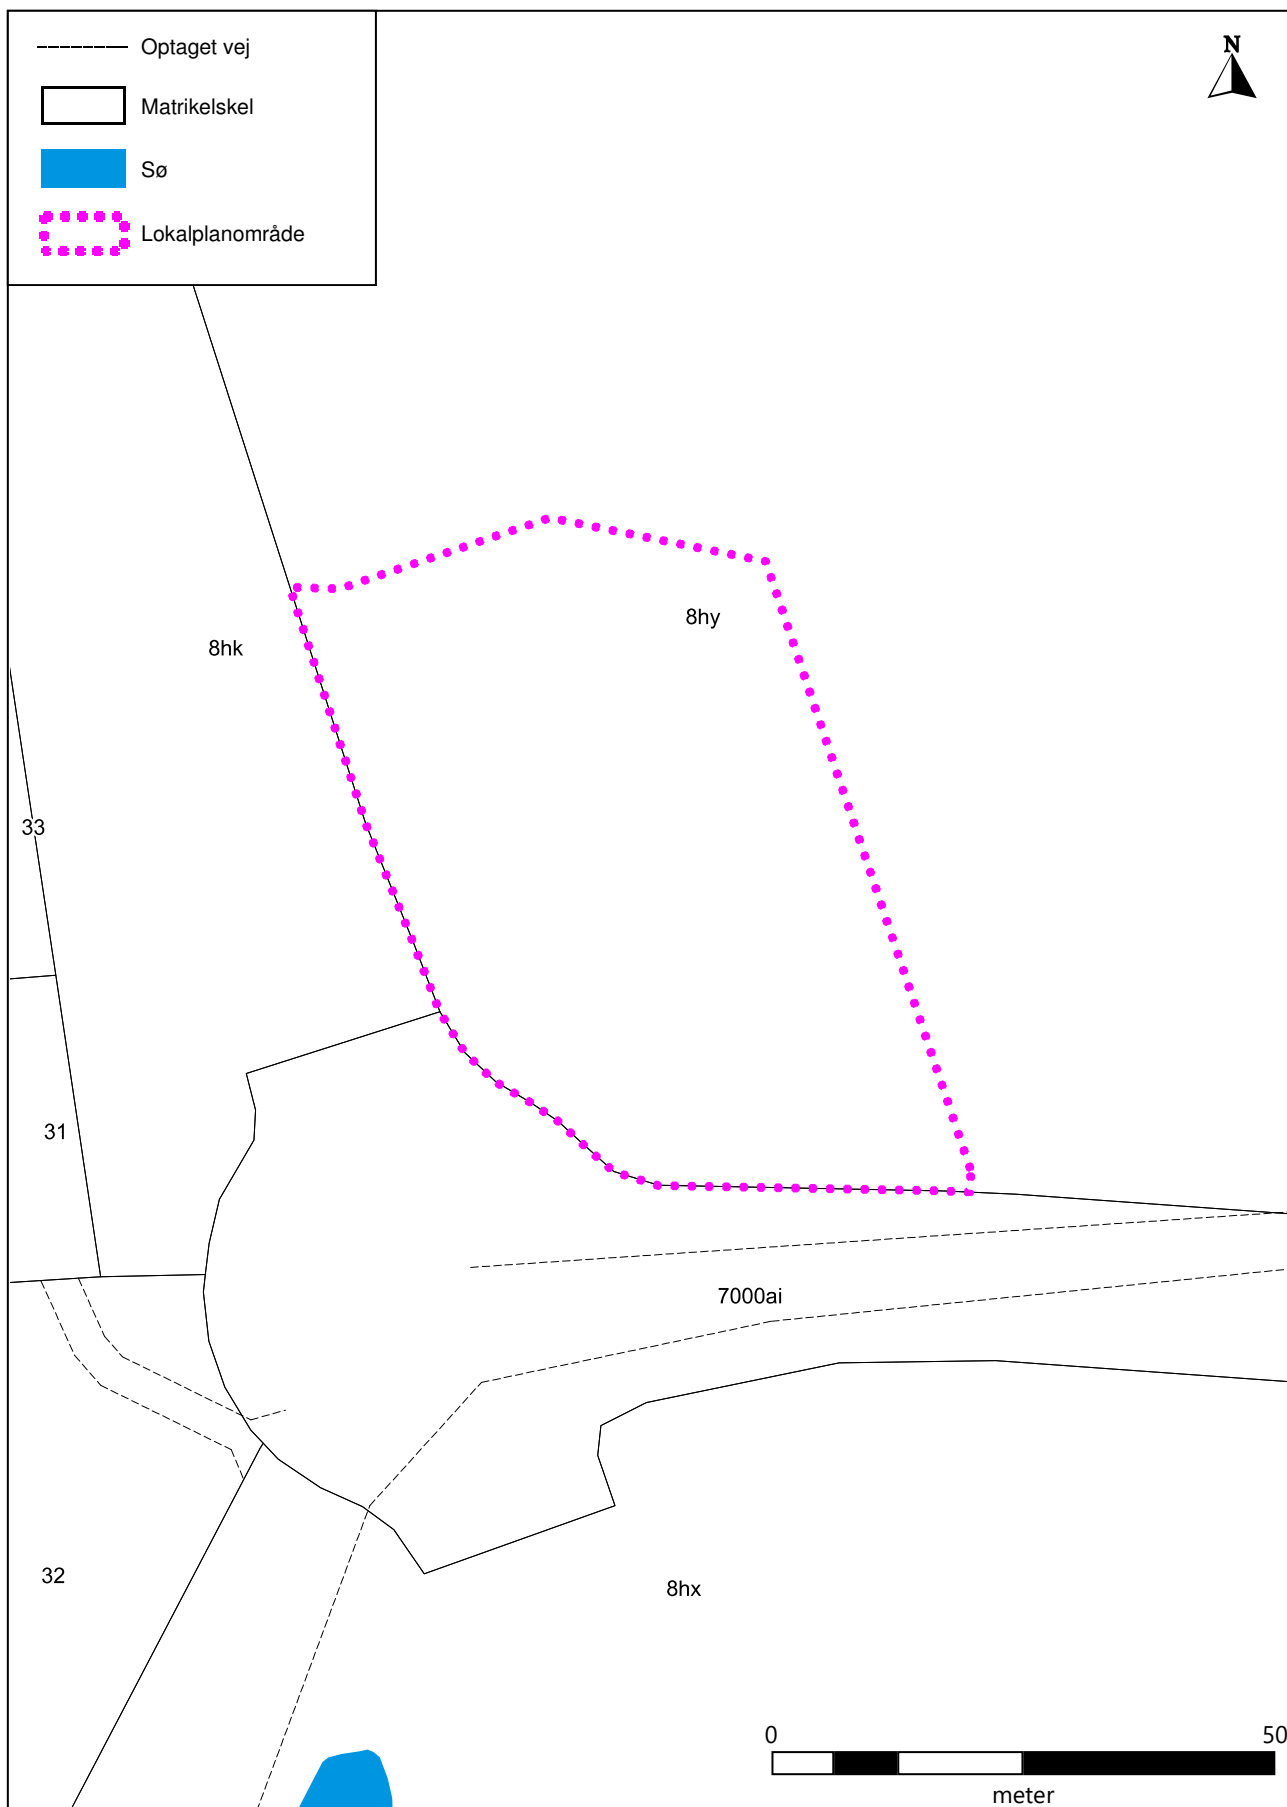 Optaget vej
N
Matrikelskel
Sø
Lokalplanområde
8hy
8hk
33
31
7000ai
32
8hx
0 50
meter